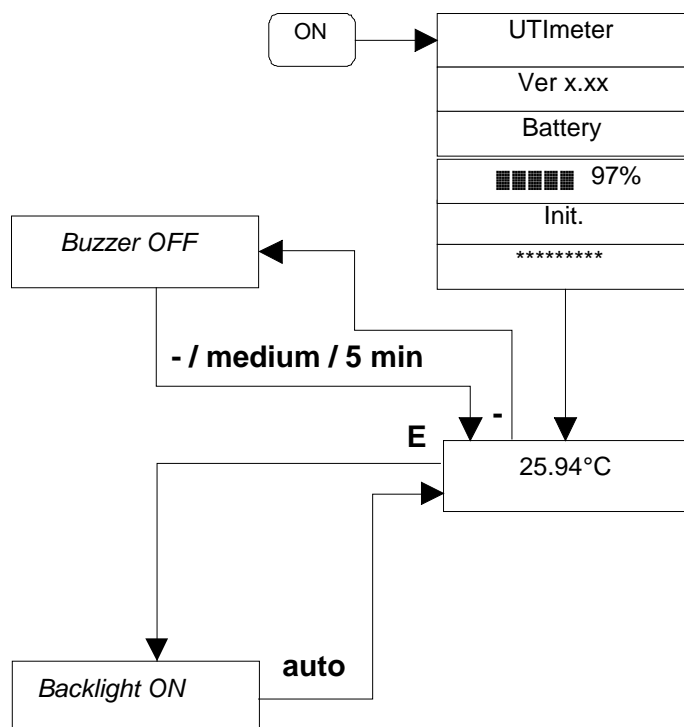 ON
UTImeter
Ver x.xx
Battery
97%
Init.
*********
Buzzer OFF
- / medium / 5 min
-
E
25.94°C
auto
Backlight ON